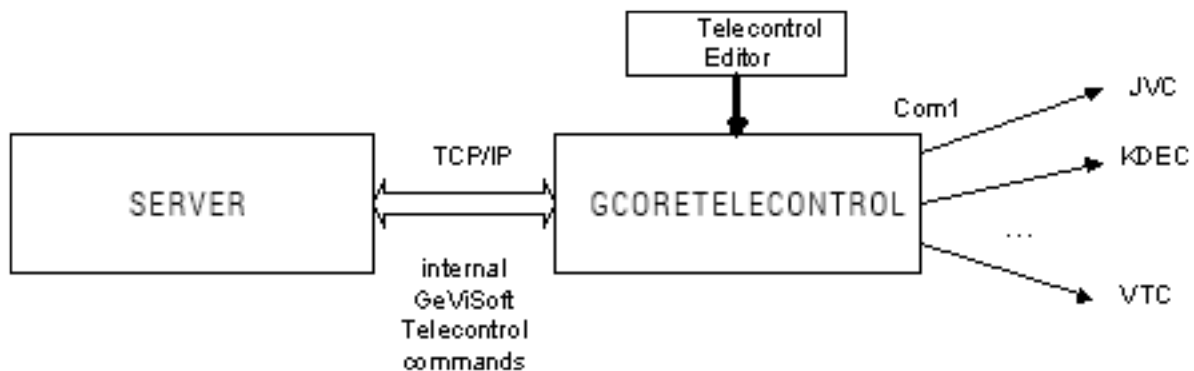 Telecontrol
Editor
Com1
JVC
TCP/IP
KDEC
SERVER
GCORETELECONTROL
...
internal
GeViSoft
Telecontrol
commands
VTC